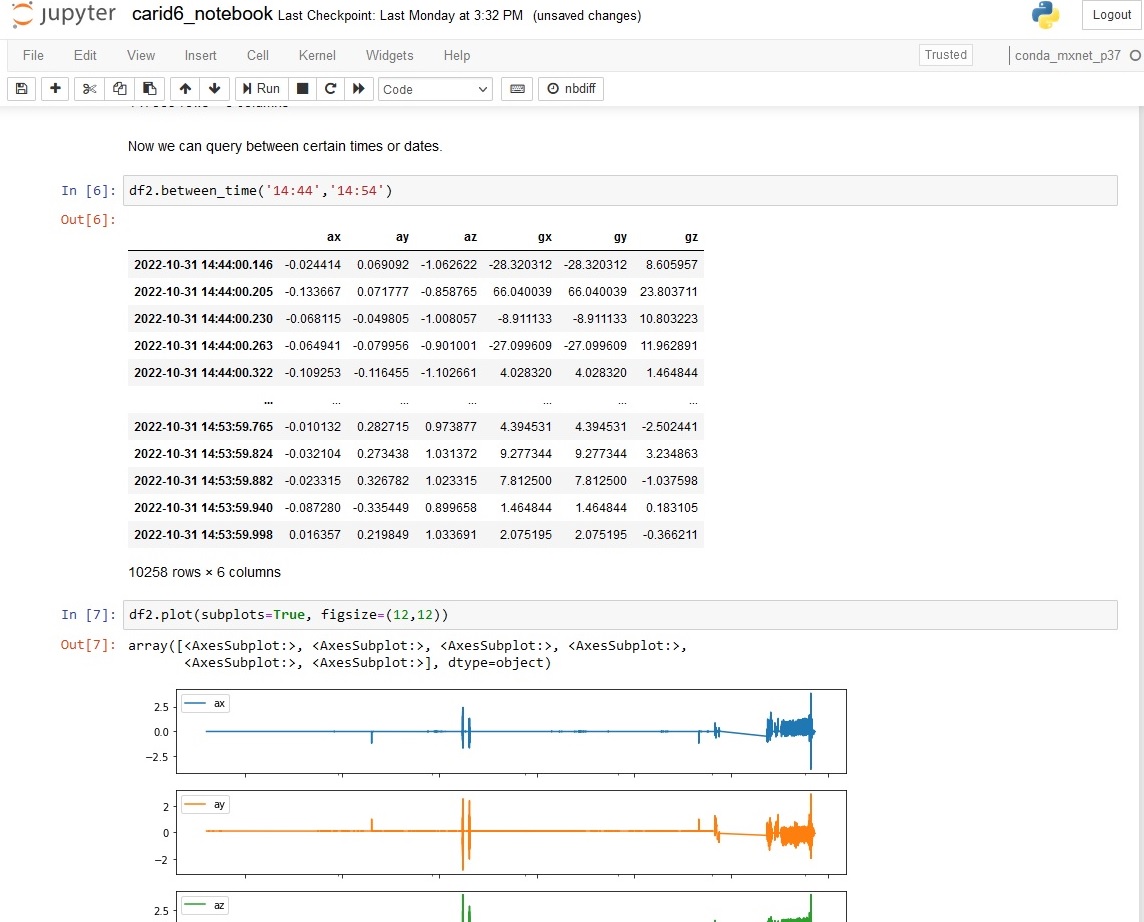 jupyter carid6_notebook Last Checkpoint: Last Monday at 3:32 PM (unsaved changes) Logout
File Edit View Insert Cell Kernel Widgets Help Trusted conda_mxnet_p37
Run Code nbdiff
Now we can query between certain times or dates.
In [6]: df2.between_time('14:44','14:54')
Out[6]:
ax ay az gx gy gz
2022-10-31 14:44:00.146 -0.024414 0.069092 -1.062622 -28.320312 -28.320312 8.605957
2022-10-31 14:44:00.205 -0.133667 0.071777 -0.858765 66.040039 66.040039 23.803711
2022-10-31 14:44:00.230 -0.068115 -0.049805 -1.008057 -8.911133 -8.911133 10.803223
2022-10-31 14:44:00.263 -0.064941 -0.079956 -0.901001 -27.099609 -27.099609 11.962891
2022-10-31 14:44:00.322 -0.109253 -0.116455 -1.102661 4.028320 4.028320 1.464844
... ... ... ... ... ... ...
2022-10-31 14:53:59.765 -0.010132 0.282715 0.973877 4.394531 4.394531 -2.502441
2022-10-31 14:53:59.824 -0.032104 0.273438 1.031372 9.277344 9.277344 3.234863
2022-10-31 14:53:59.882 -0.023315 0.326782 1.023315 7.812500 7.812500 -1.037598
2022-10-31 14:53:59.940 -0.087280 -0.335449 0.899658 1.464844 1.464844 0.183105
2022-10-31 14:53:59.998 0.016357 0.219849 1.033691 2.075195 2.075195 -0.366211
10258 rows × 6 columns
In [7]: df2.plot(subplots=True, figsize=(12,12))
Out[7]: array([<AxesSubplot:>, <AxesSubplot:>, <AxesSubplot:>, <AxesSubplot:>,
<AxesSubplot:>, <AxesSubplot:>], dtype=object)
ax
2.5
0.0
−2.5
ay
2
0
−2
az
2.5